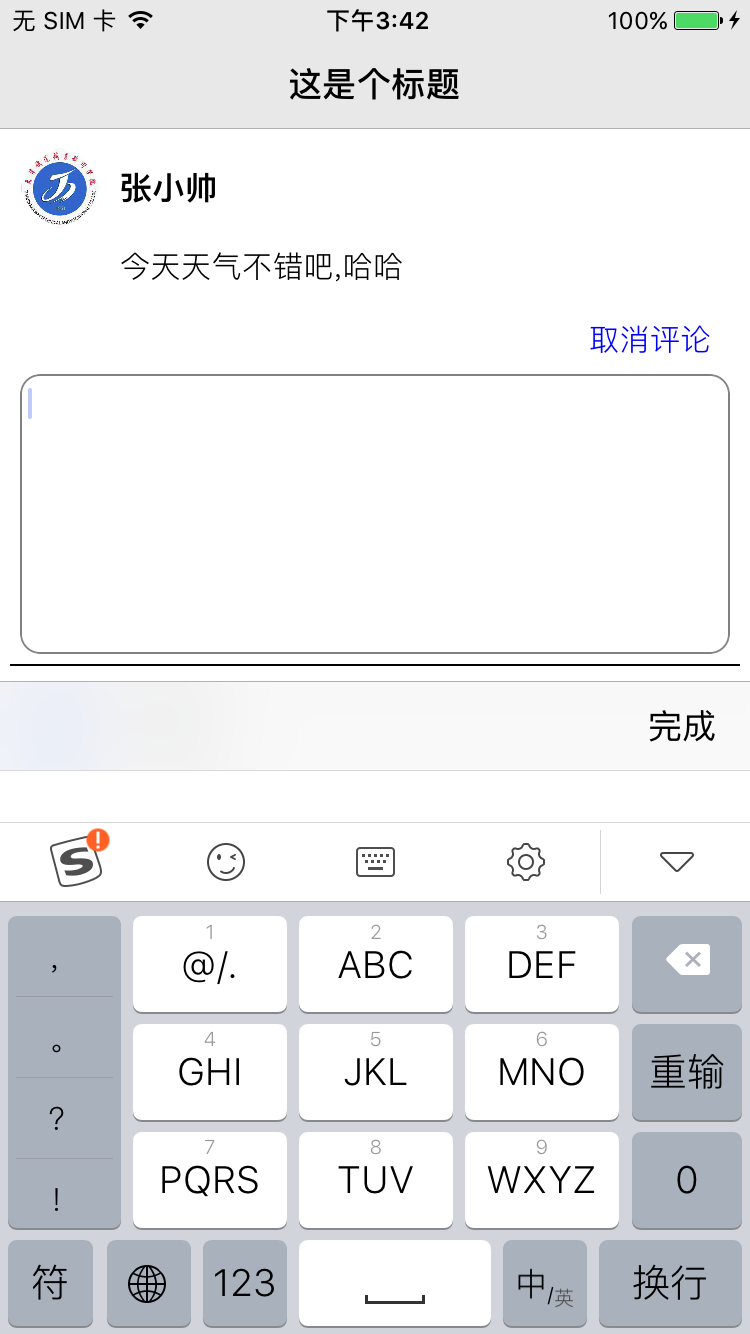 无 SIM 卡 下午3:42 100%
这是个标题
张小帅
今天天气不错吧,哈哈
取消评论
完成
S !
, 1 @/. 2 ABC 3 DEF
。 4 GHI 5 JKL 6 MNO 重输
?
! 7 PQRS 8 TUV 9 WXYZ 0
符 123 中/英 换行